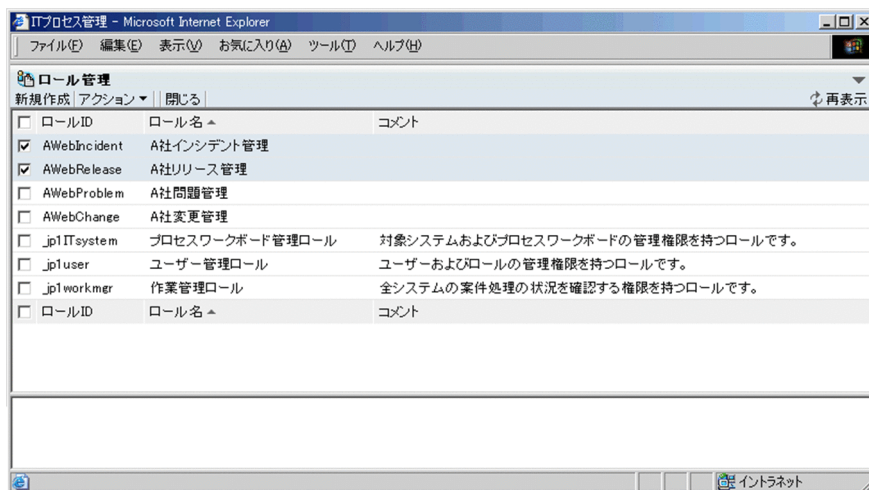 ITプロセス管理 - Microsoft Internet Explorer
ファイル(F) 編集(E) 表示(V) お気に入り(A) ツール(T) ヘルプ(H)
ロール管理
新規作成 アクション▼ 閉じる 再表示
ロールID ロール名▲ コメント
AWebIncident A社インシデント管理
AWebRelease A社リリース管理
AWebProblem A社問題管理
AWebChange A社変更管理
_jp1ITsystem プロセスワークボード管理ロール 対象システムおよびプロセスワークボードの管理権限を持つロールです。
_jp1user ユーザー管理ロール ユーザーおよびロールの管理権限を持つロールです。
_jp1workmgr 作業管理ロール 全システムの案件処理の状況を確認する権限を持つロールです。
ロールID ロール名▲ コメント
イントラネット